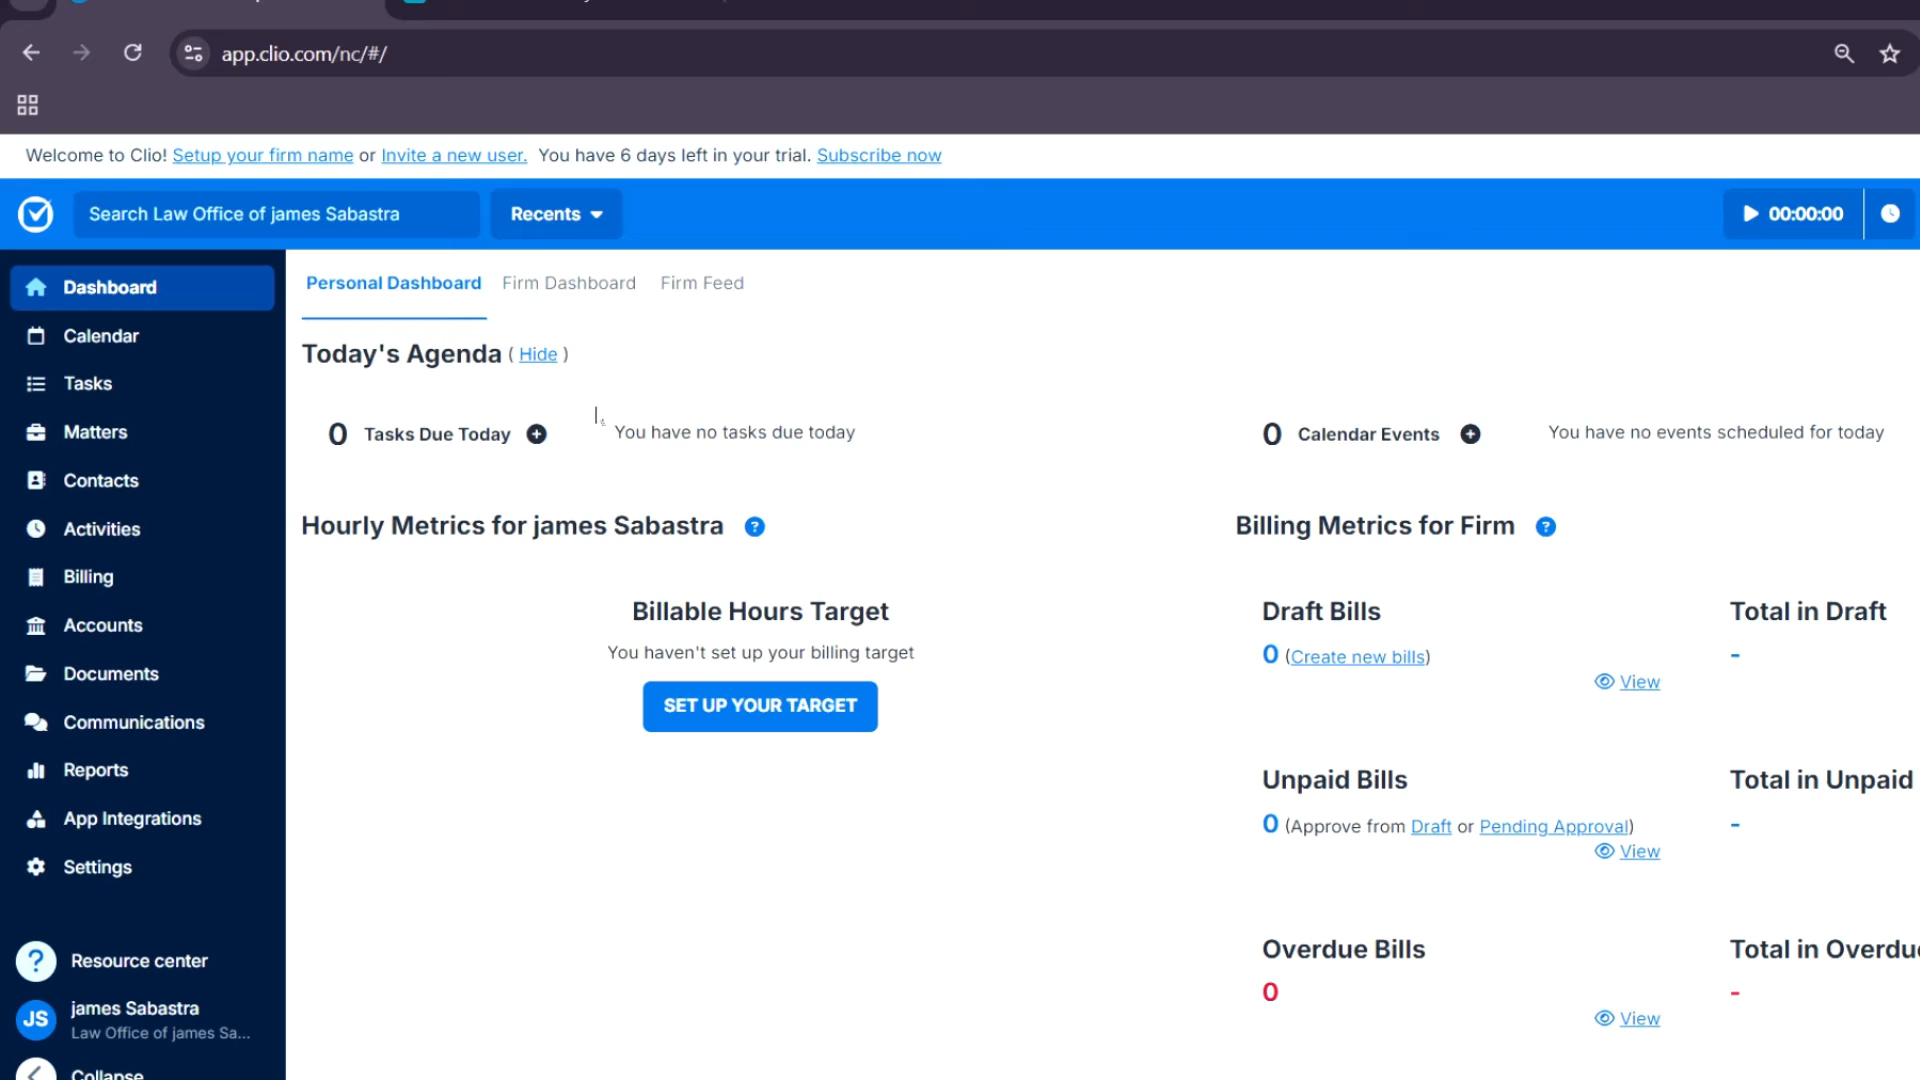 app.clio.com/nc/#/
Welcome to Clio! Setup your firm name or Invite a new user. You have 6 days left in your trial. Subscribe now
Search Law Office of james Sabastra
Recents
00:00:00
Dashboard
Calendar
Tasks
Matters
Contacts
Activities
Billing
Accounts
Documents
Communications
Reports
App Integrations
Settings
Resource center
JS
james Sabastra
Law Office of james Sa...
Collapse
Personal Dashboard Firm Dashboard Firm Feed
Today's Agenda ( Hide )
0 Tasks Due Today You have no tasks due today
0 Calendar Events You have no events scheduled for today
Hourly Metrics for james Sabastra ?
Billable Hours Target
You haven't set up your billing target
SET UP YOUR TARGET
Billing Metrics for Firm ?
Draft Bills
0 (Create new bills)
View
Total in Draft
-
Unpaid Bills
0 (Approve from Draft or Pending Approval)
View
Total in Unpaid
-
Overdue Bills
0
View
Total in Overdue
-